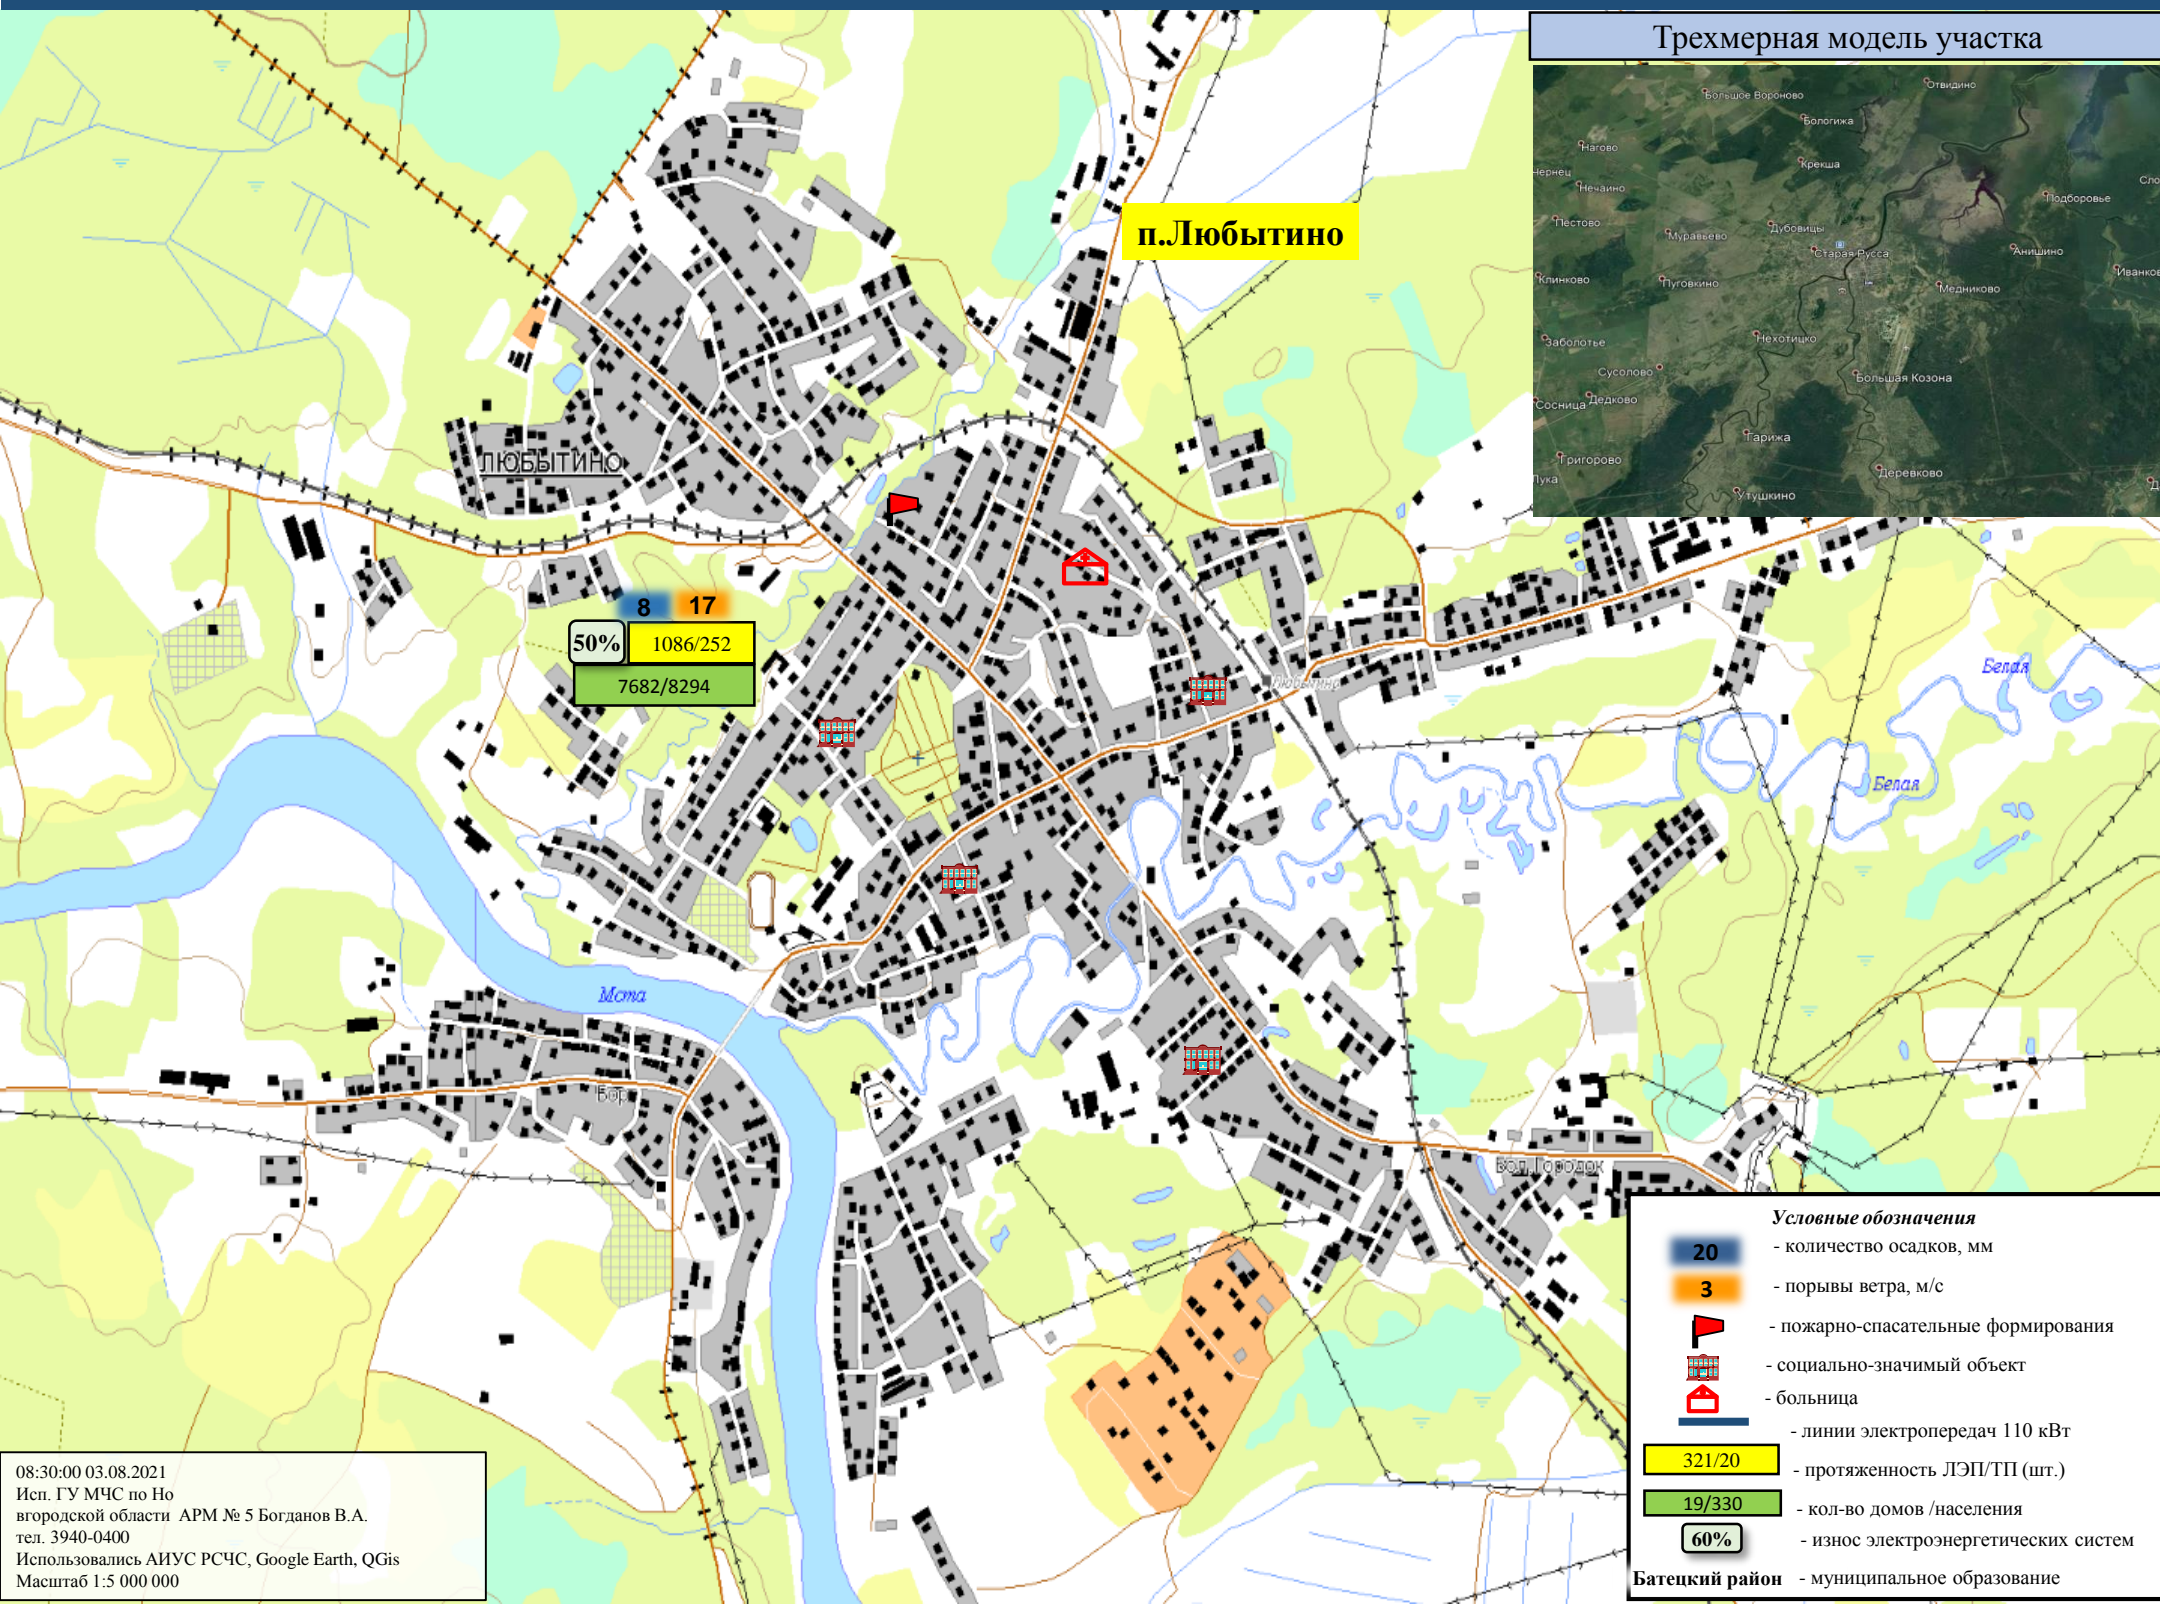 Трехмерная модель участка
Отвидино
Большое Вороново
Бологижа
Нагово
Крекша
Чернец
Нечаино
Подборовье
Пестово
Муравьево
Дубовицы
Старая Русса
Анишино
Клинково
Пуговкино
Медниково
Заболотье
Нехотицко
Сусолово
Большая Козона
Сосница
Дедково
Гарижа
Григорово
Деревково
Утушкино
п.Любытино
ЛЮБЫТИНО
8 17
50% 1086/252
7682/8294
Любытино
Белая
Белая
Мста
Бор
Бол. Городок
Условные обозначения
20 - количество осадков, мм
3 - порывы ветра, м/с
- пожарно-спасательные формирования
- социально-значимый объект
- больница
- линии электропередач 110 кВт
321/20 - протяженность ЛЭП/ТП (шт.)
19/330 - кол-во домов /населения
60% - износ электроэнергетических систем
Батецкий район - муниципальное образование
08:30:00 03.08.2021
Исп. ГУ МЧС по Но
вгородской области АРМ № 5 Богданов В.А.
тел. 3940-0400
Использовались АИУС РСЧС, Google Earth, QGis
Масштаб 1:5 000 000